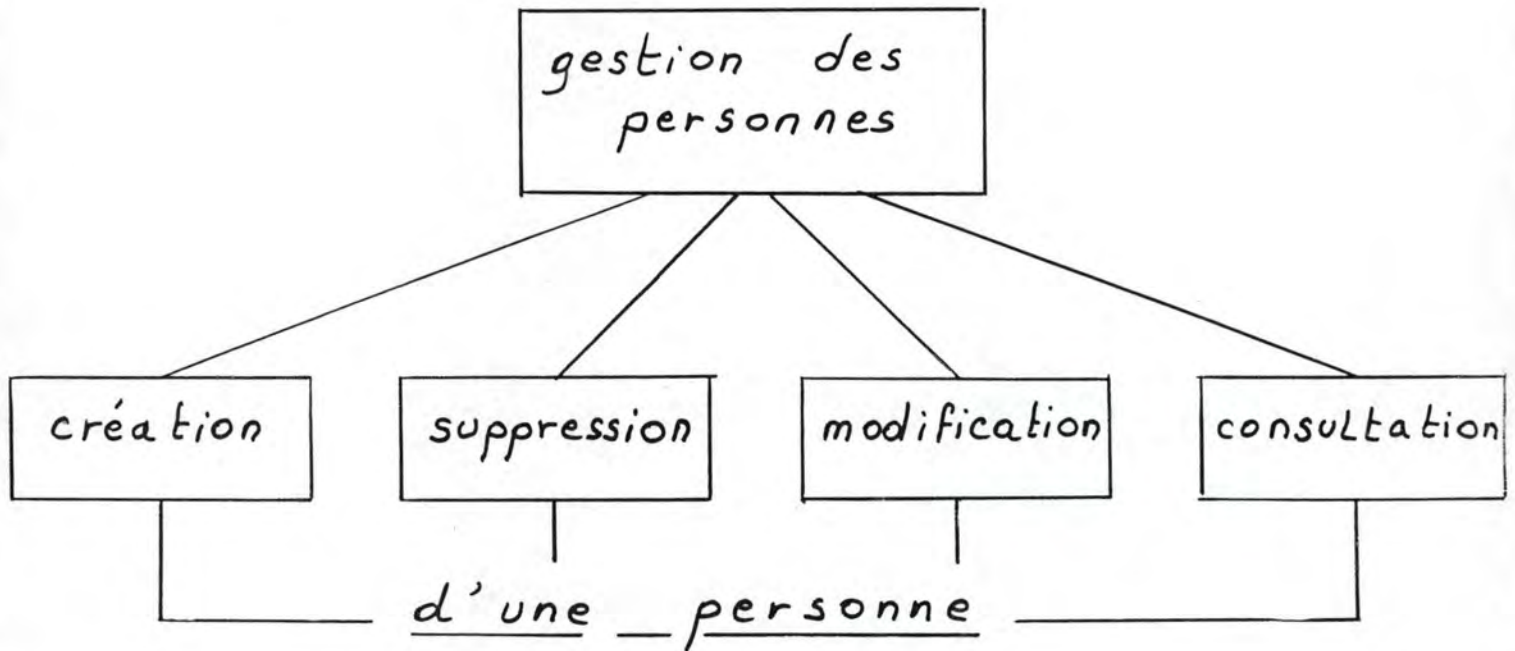 gestion des
personnes
création
suppression
modification
consultation
d'une personne